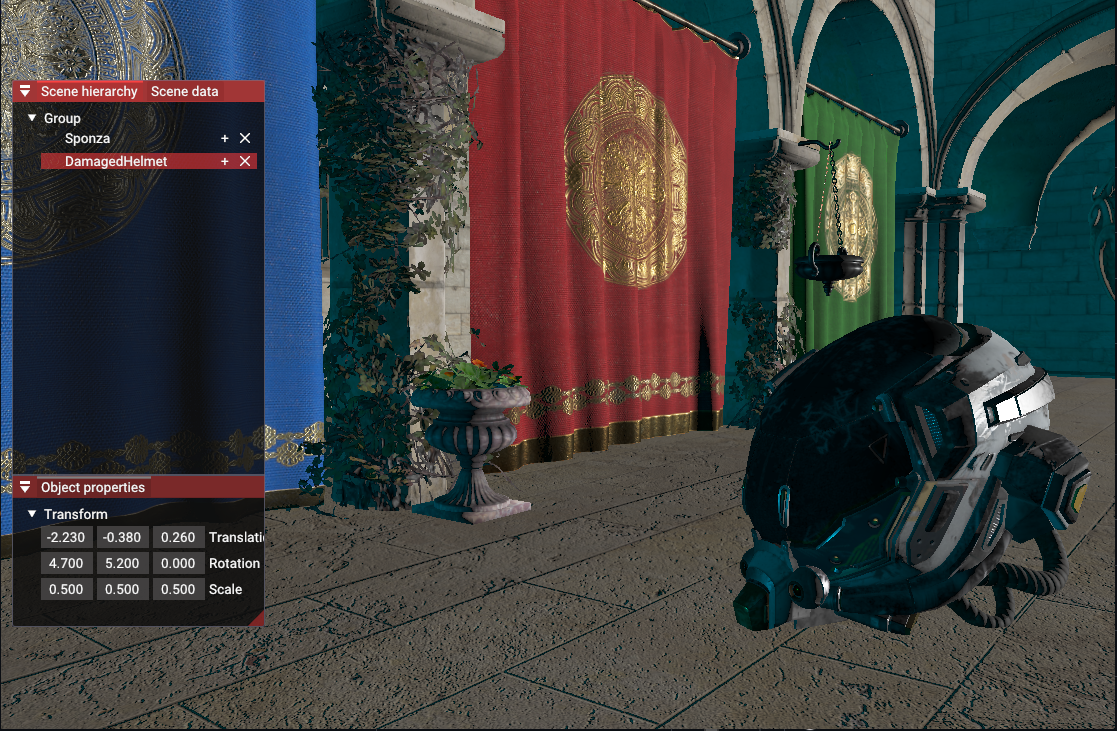 Scene hierarchy Scene data
Group
Sponza +
DamagedHelmet +
Object properties
Transform
-2.230 -0.380 0.260 Translati
4.700 5.200 0.000 Rotation
0.500 0.500 0.500 Scale